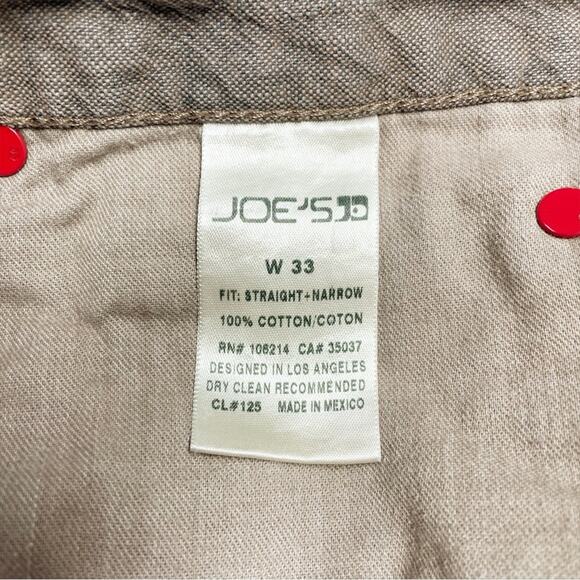 JOE'S
W 33
FIT: STRAIGHT+NARROW
100% COTTON/COTON
RN# 106214 CA# 35037
DESIGNED IN LOS ANGELES
DRY CLEAN RECOMMENDED
CL#125 MADE IN MEXICO